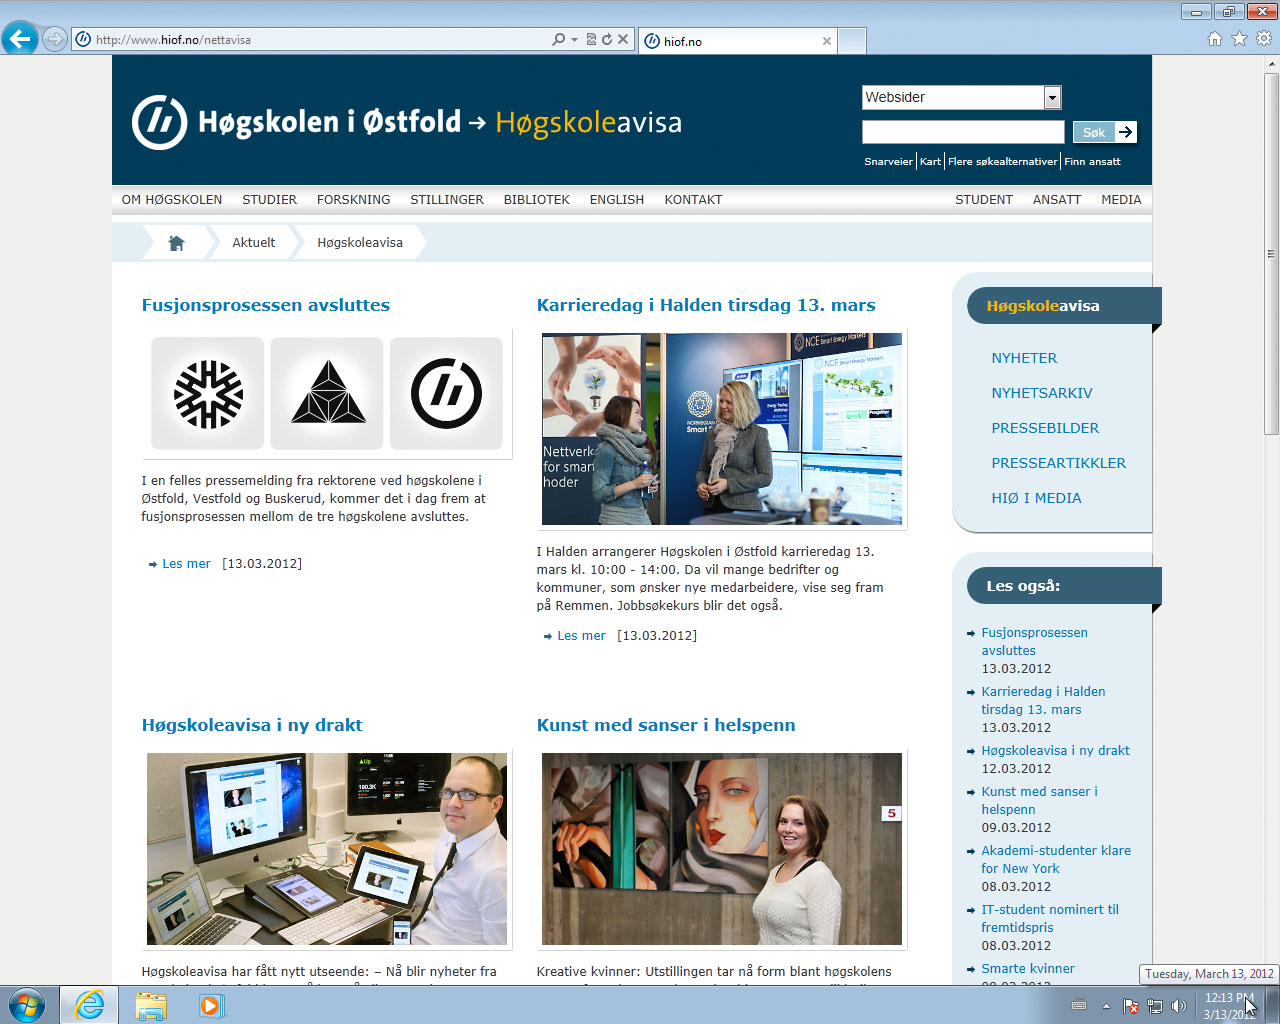 http://www.hiof.no/nettavisa
hiof.no
Høgskolen i Østfold → Høgskoleavisa
Websider
Søk
Snarveier | Kart | Flere søkealternativer | Finn ansatt
OM HØGSKOLEN STUDIER FORSKNING STILLINGER BIBLIOTEK ENGLISH KONTAKT STUDENT ANSATT MEDIA
Aktuelt Høgskoleavisa
Fusjonsprosessen avsluttes
I en felles pressemelding fra rektorene ved høgskolene i
Østfold, Vestfold og Buskerud, kommer det i dag frem at
fusjonsprosessen mellom de tre høgskolene avsluttes.
Les mer [13.03.2012]
Karrieredag i Halden tirsdag 13. mars
NCE Smart Energy Markets
NCE
Nettverk
for smar
hoder
I Halden arrangerer Høgskolen i Østfold karrieredag 13.
mars kl. 10:00 - 14:00. Da vil mange bedrifter og
kommuner, som ønsker nye medarbeidere, vise seg fram
på Remmen. Jobbsøkekurs blir det også.
Les mer [13.03.2012]
Høgskoleavisa i ny drakt
Up
190.3K
Høgskoleavisa har fått nytt utseende: – Nå blir nyheter fra
Kunst med sanser i helspenn
5
Kreative kvinner: Utstillingen tar nå form blant høgskolens
Høgskoleavisa
NYHETER
NYHETSARKIV
PRESSEBILDER
PRESSEARTIKKLER
HIØ I MEDIA
Les også:
Fusjonsprosessen
avsluttes
13.03.2012
Karrieredag i Halden
tirsdag 13. mars
13.03.2012
Høgskoleavisa i ny drakt
12.03.2012
Kunst med sanser i
helspenn
09.03.2012
Akademi-studenter klare
for New York
08.03.2012
IT-student nominert til
fremtidspris
08.03.2012
Smarte kvinner
Tuesday, March 13, 2012
12:13 PM
3/13/2012